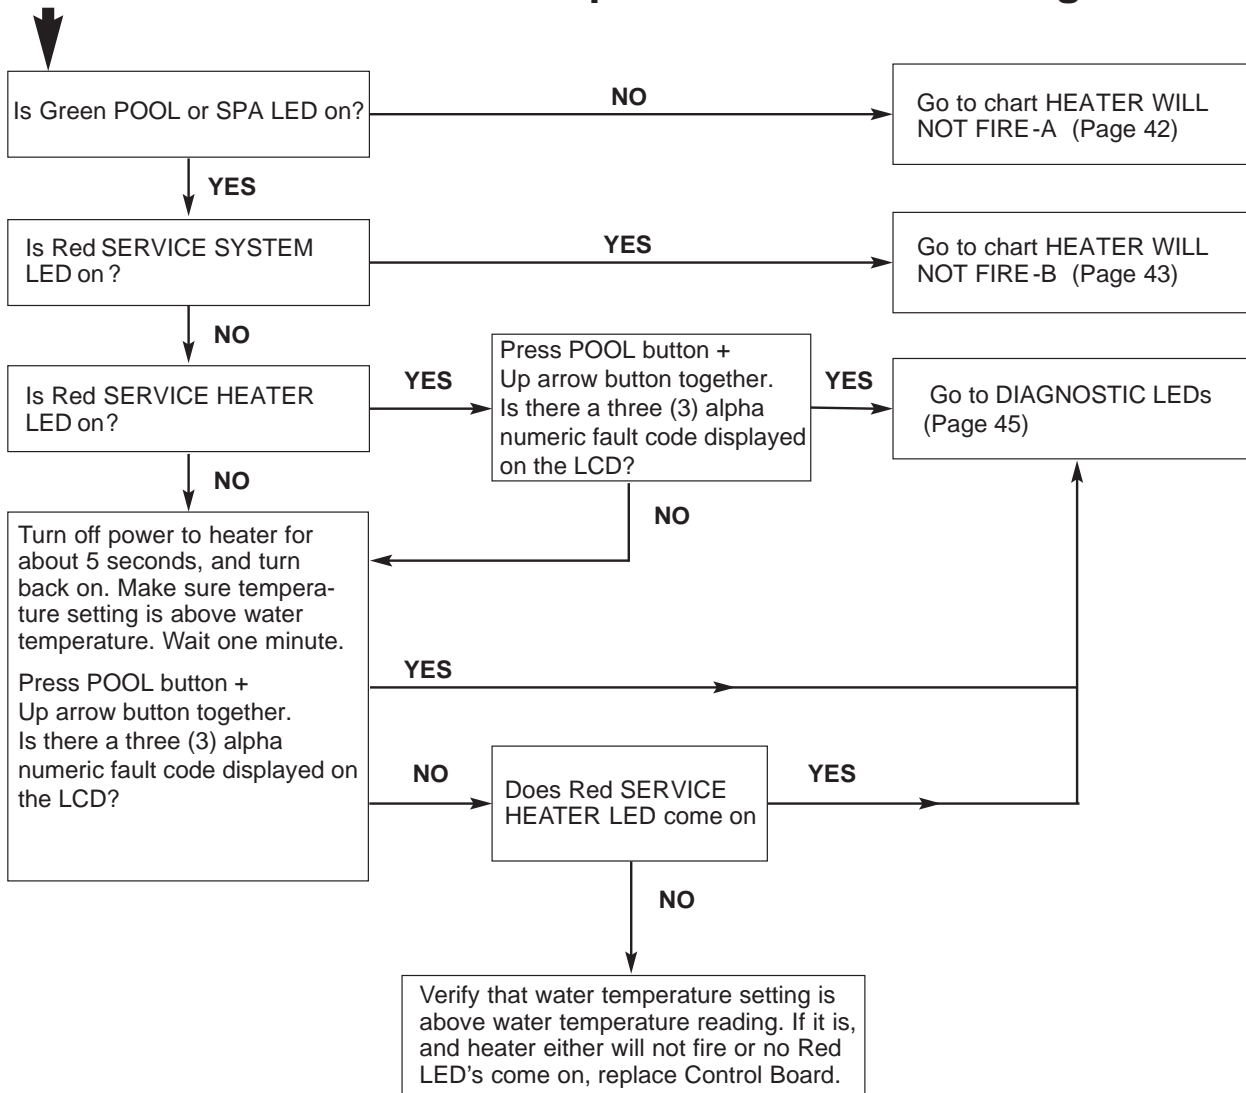 Is Green POOL or SPA LED on?
NO
Go to chart HEATER WILL
NOT FIRE-A (Page 42)
YES
Is Red SERVICE SYSTEM
LED on ?
YES
Go to chart HEATER WILL
NOT FIRE-B (Page 43)
NO
Is Red SERVICE HEATER
LED on?
YES
Press POOL button +
Up arrow button together.
Is there a three (3) alpha
numeric fault code displayed
on the LCD?
YES
Go to DIAGNOSTIC LEDs
(Page 45)
NO
NO
Turn off power to heater for
about 5 seconds, and turn
back on. Make sure tempera-
ture setting is above water
temperature. Wait one minute.
Press POOL button +
Up arrow button together.
Is there a three (3) alpha
numeric fault code displayed on
the LCD?
YES
NO
Does Red SERVICE
HEATER LED come on
YES
NO
Verify that water temperature setting is
above water temperature reading. If it is,
and heater either will not fire or no Red
LED's come on, replace Control Board.